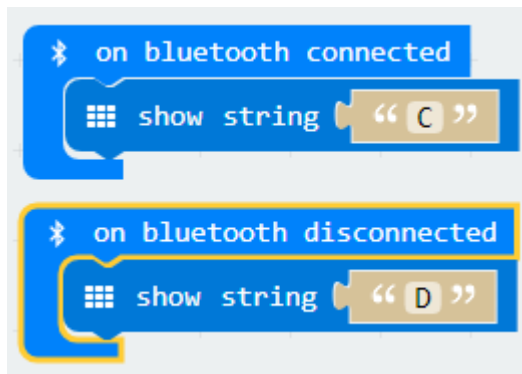 on bluetooth connected
show string “ C ”
on bluetooth disconnected
show string “ D ”